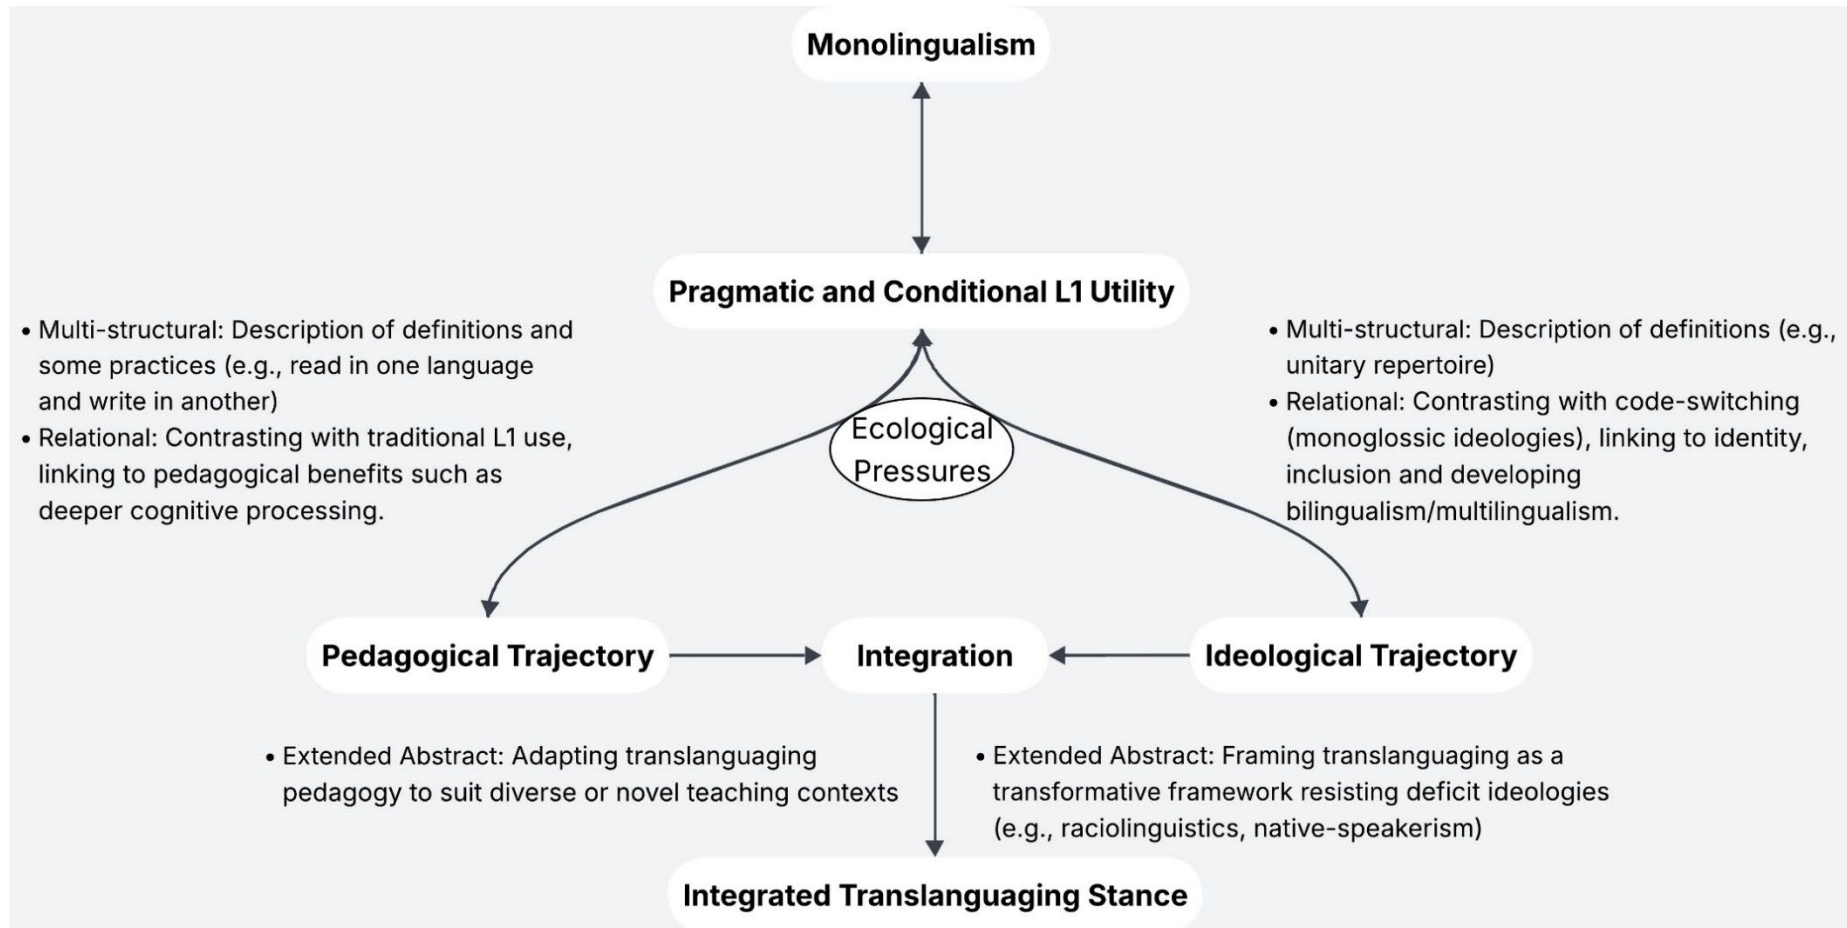 Monolingualism
Pragmatic and Conditional L1 Utility
• Multi-structural: Description of definitions and
some practices (e.g., read in one language
and write in another)
• Relational: Contrasting with traditional L1 use,
linking to pedagogical benefits such as
deeper cognitive processing.
Ecological
Pressures
• Multi-structural: Description of definitions (e.g.,
unitary repertoire)
• Relational: Contrasting with code-switching
(monoglossic ideologies), linking to identity,
inclusion and developing
bilingualism/multilingualism.
Pedagogical Trajectory
Integration
Ideological Trajectory
• Extended Abstract: Adapting translanguaging
pedagogy to suit diverse or novel teaching contexts
• Extended Abstract: Framing translanguaging as a
transformative framework resisting deficit ideologies
(e.g., raciolinguistics, native-speakerism)
Integrated Translanguaging Stance